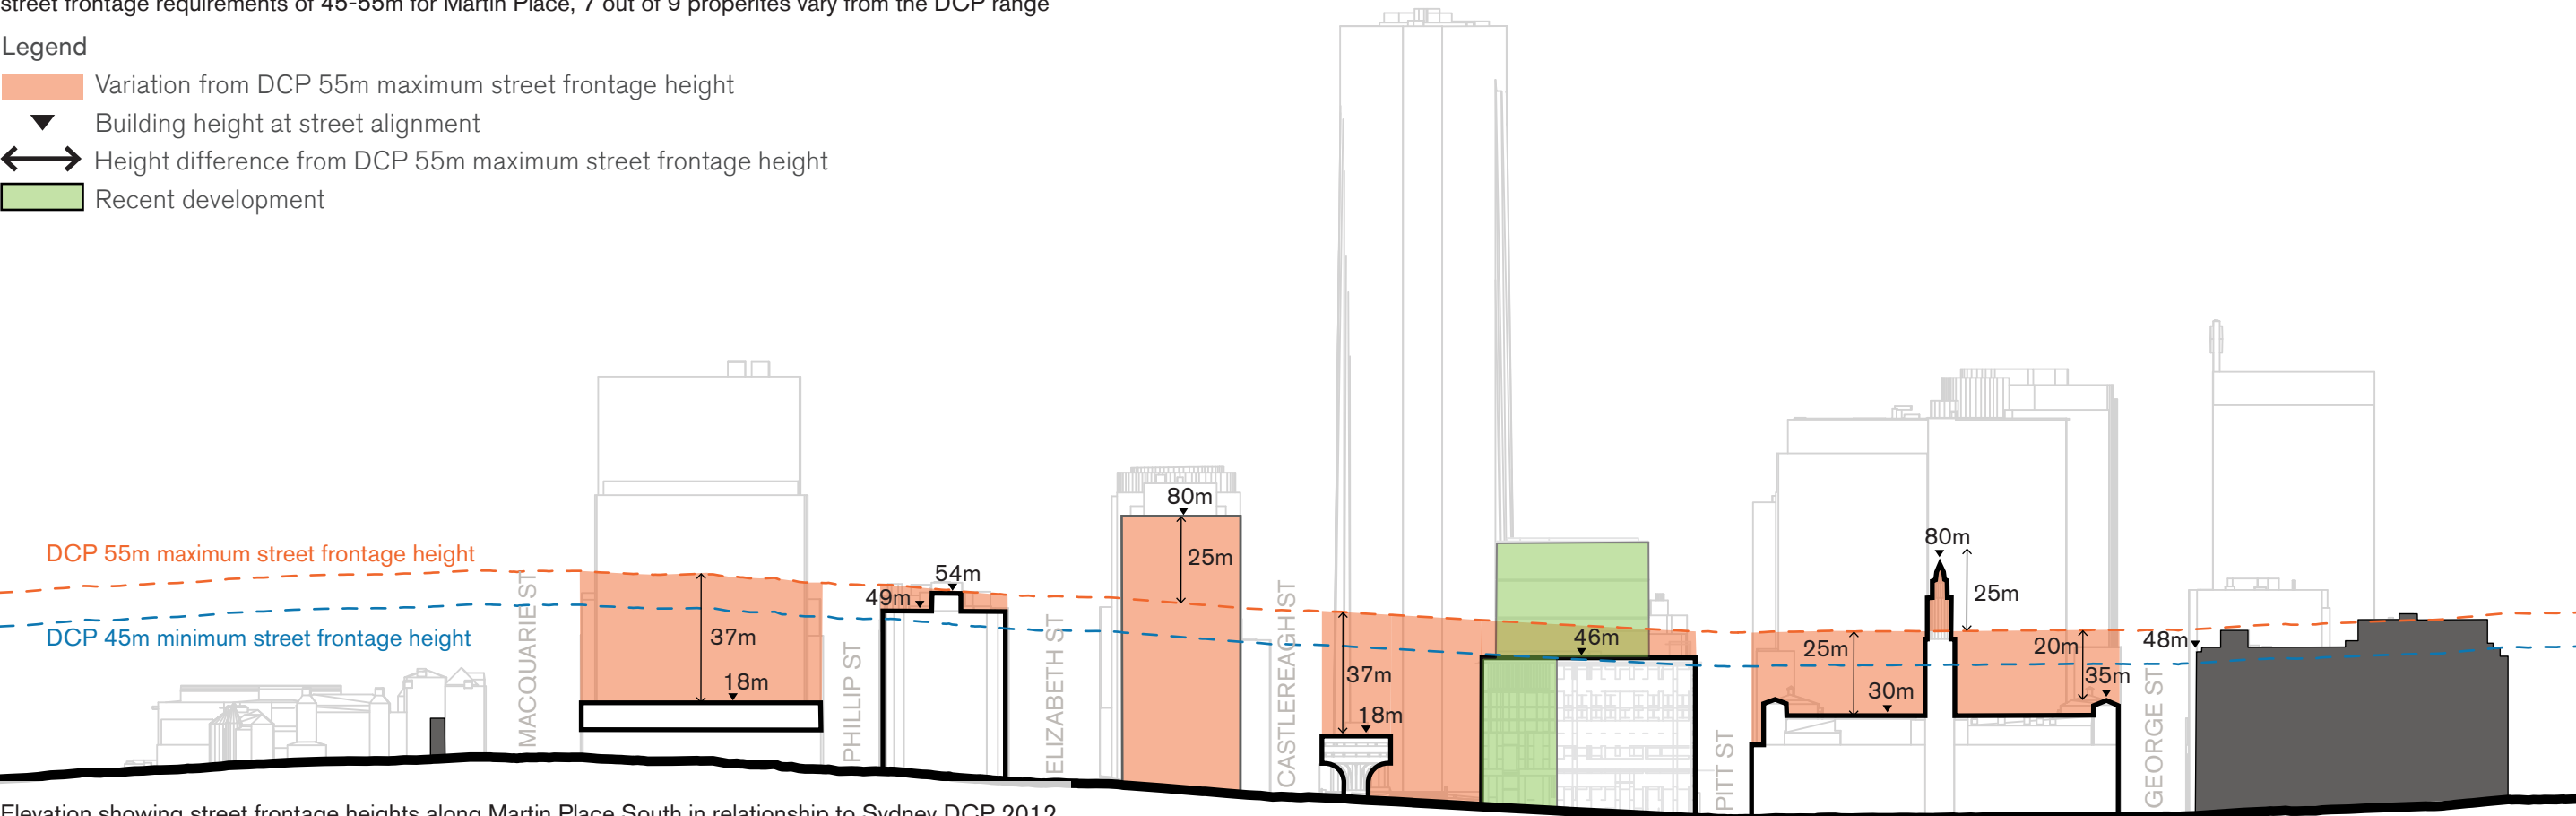 street frontage requirements of 45-55m for Martin Place, 7 out of 9 properites vary from the DCP range
Legend
Variation from DCP 55m maximum street frontage height
Building height at street alignment
Height difference from DCP 55m maximum street frontage height
Recent development
DCP 55m maximum street frontage height
DCP 45m minimum street frontage height
MACQUARIE ST
37m
18m
PHILLIP ST
49m
54m
ELIZABETH ST
80m
25m
CASTLEREAGHST
37m
18m
46m
PITT ST
25m
30m
80m
25m
20m
35m
GEORGE ST
48m
Elevation showing street frontage heights along Martin Place South in relationship to Sydney DCP 2012